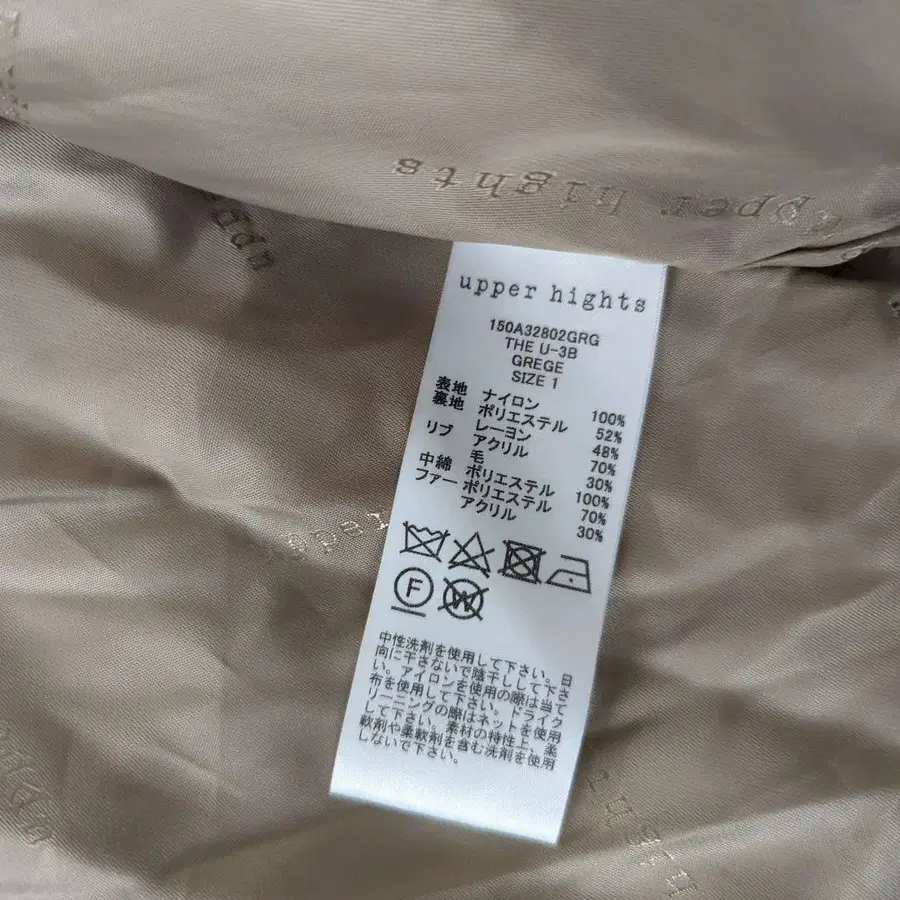 upper hights
upper
upper hights
150A32802GRG
THE U-3B
GREGE
SIZE 1
表地 ナイロン 100%
裏地 ポリエステル 52%
レーヨン 48%
リブ アクリル 70%
毛 30%
中綿 ポリエステル 100%
ファー ポリエステル 70%
アクリル 30%
F
W
中性洗剤を使用して下さい。日
向に干さないで陰干しして下さ
い。アイロンを使用の際は当て
布を使用して下さい。ドライク
リーニングの際はネットを使用
して下さい。素材の特性上、柔
軟剤や柔軟剤を含む洗剤を使用
しないで下さい。